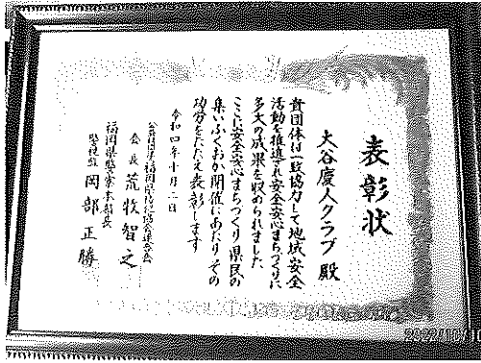 表彰状
大谷慶人クラブ 殿
貴団体は一致協力して地域安全
活動を推進され安全安心まちづくりに
多大の成果を収められました
ここに安全安心まちづくり県民の
集いふくおか開催にあたりその
功労をたたえ表彰します
令和四年十月二日
公益社団法人福岡県防犯協会連合会
会長 荒牧智之
福岡県警察本部長
警視監 岡部正勝
2022/10/10